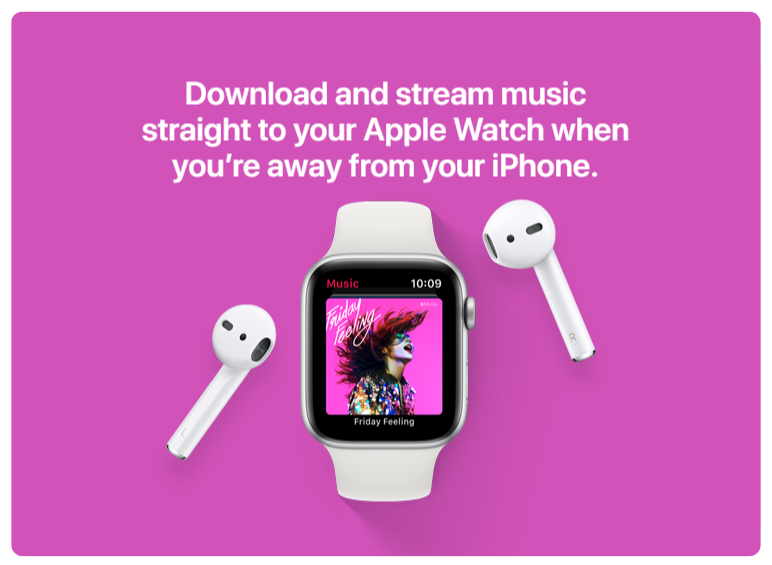 Download and stream music
straight to your Apple Watch when
you’re away from your iPhone.
Music 10:09
Friday
Feeling
Friday Feeling
R
L